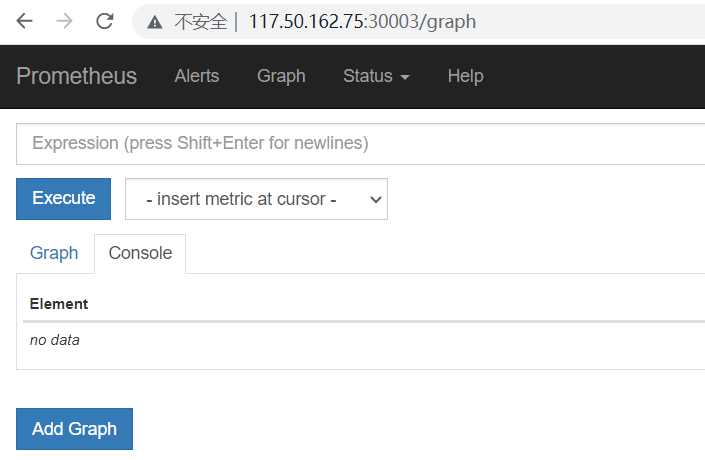 不安全 | 117.50.162.75:30003/graph
Prometheus Alerts Graph Status Help
Expression (press Shift+Enter for newlines)
Execute - insert metric at cursor -
Graph Console
Element
no data
Add Graph